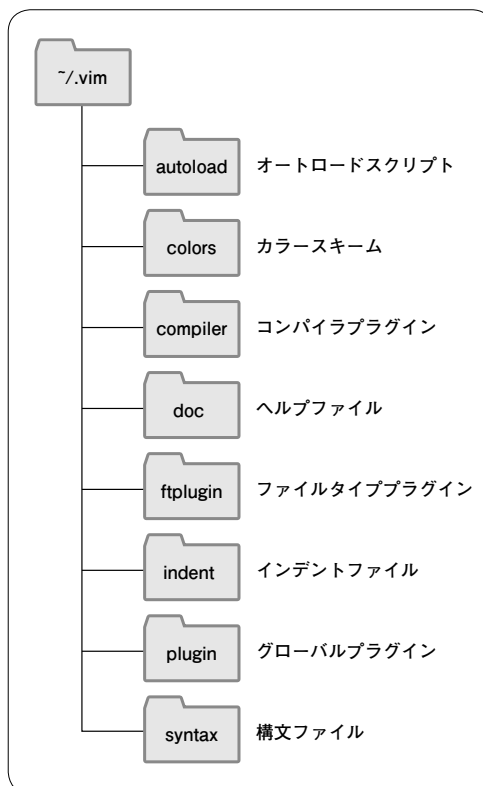 ~/.vim
autoload オートロードスクリプト
colors カラースキーム
compiler コンパイラプラグイン
doc ヘルプファイル
ftplugin ファイルタイププラグイン
indent インデントファイル
plugin グローバルプラグイン
syntax 構文ファイル